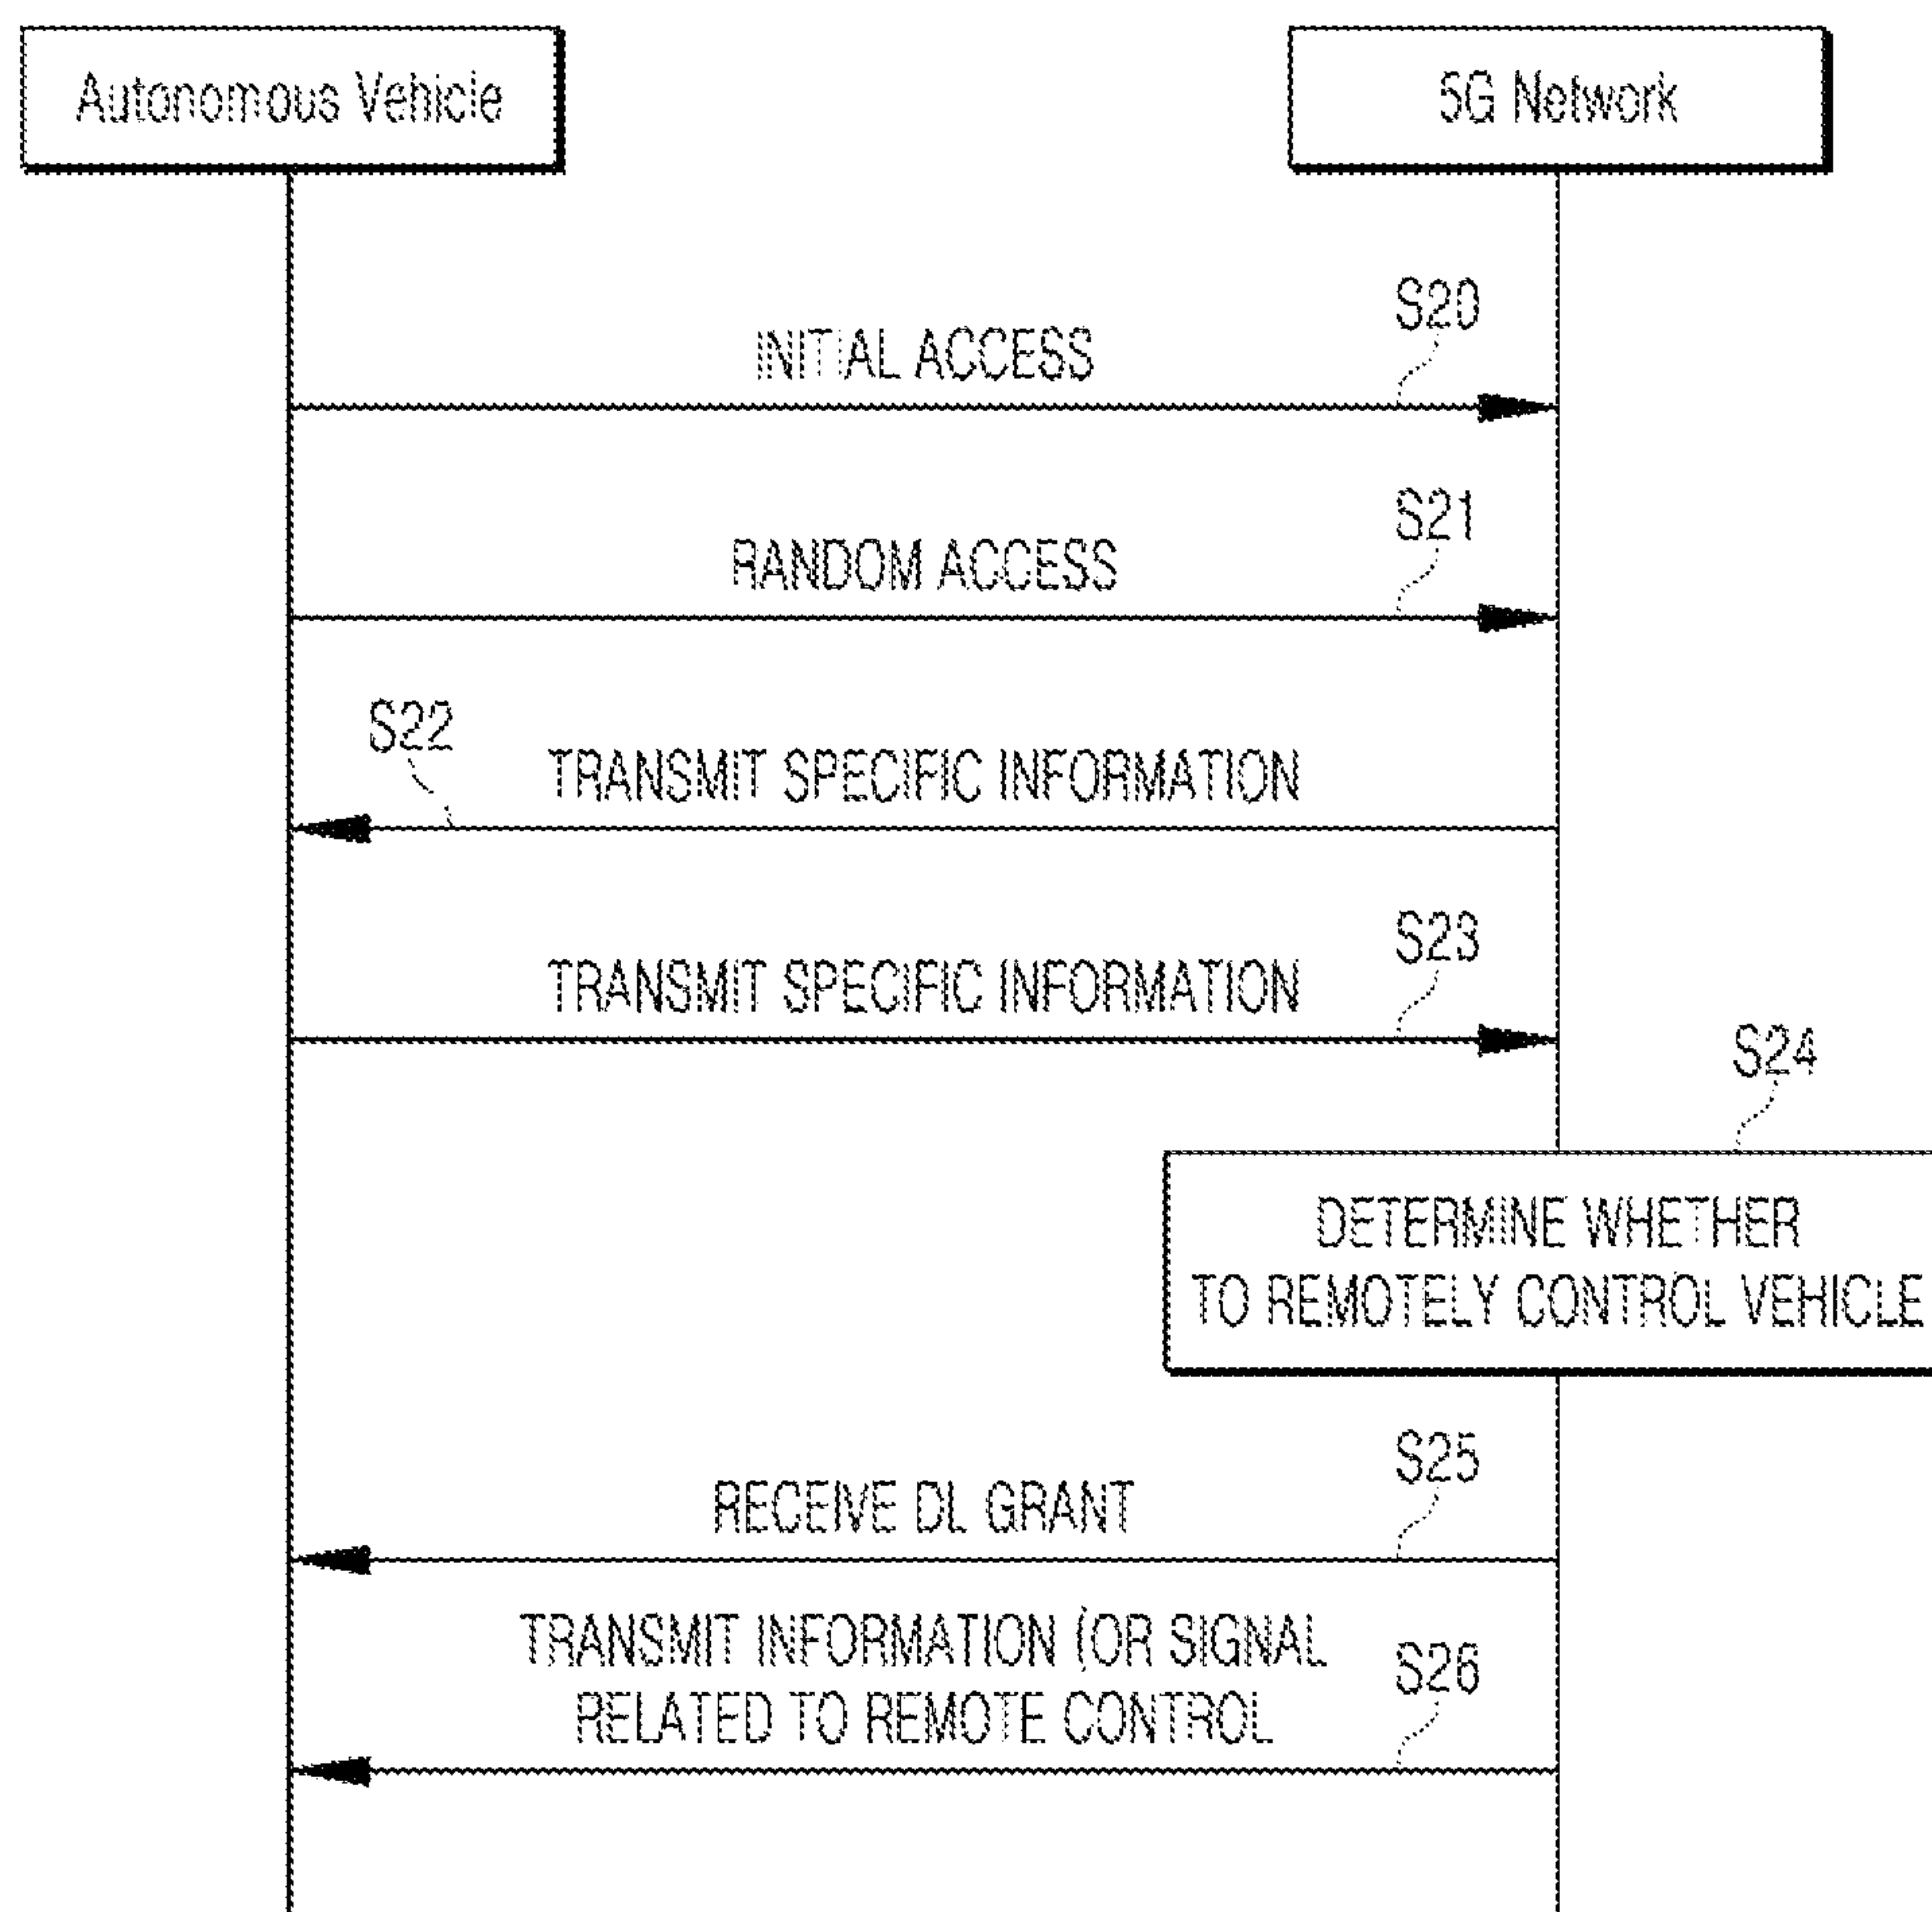 Autonomous Vehicle
5G Network
S20
INITIAL ACCESS
S21
RANDOM ACCESS
S22
TRANSMIT SPECIFIC INFORMATION
S23
TRANSMIT SPECIFIC INFORMATION
S24
DETERMINE WHETHER
TO REMOTELY CONTROL VEHICLE
S25
RECEIVE DL GRANT
TRANSMIT INFORMATION (OR SIGNAL
S26
RELATED TO REMOTE CONTROL